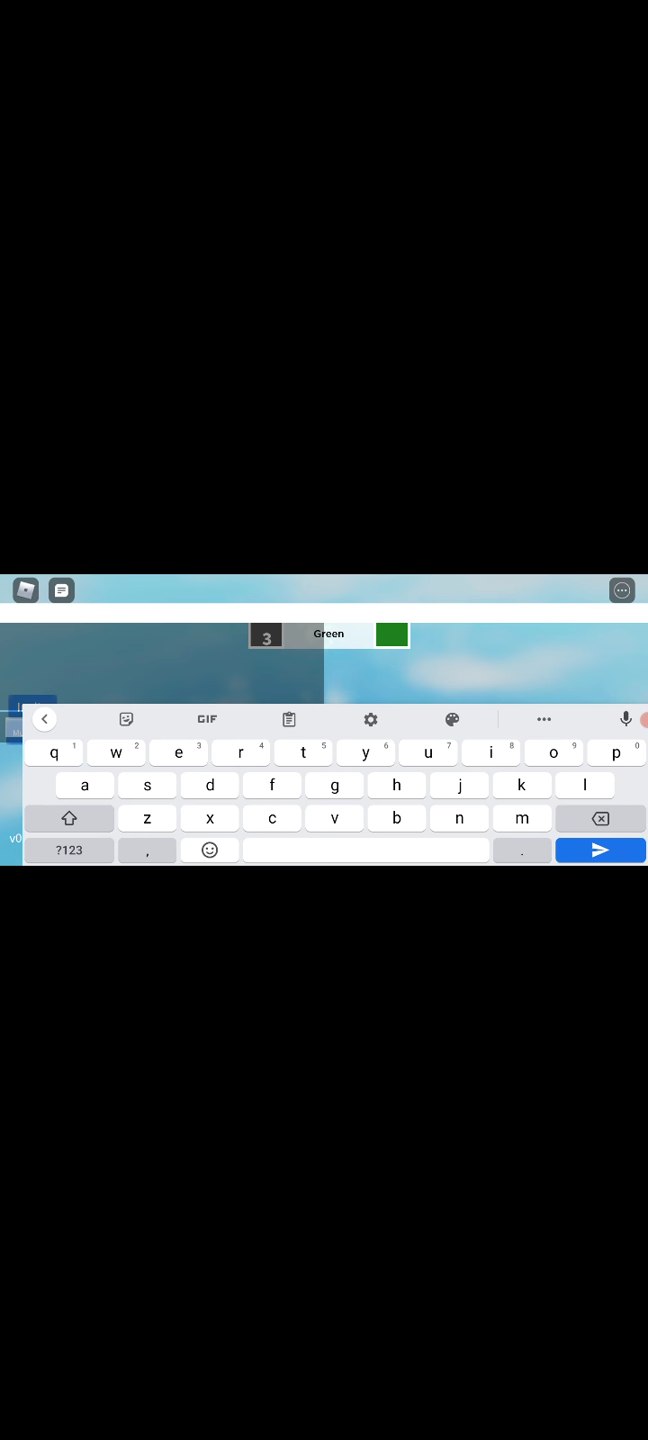 3 Green
GIF
q 1 w 2 e 3 r 4 t 5 y 6 u 7 i 8 o 9 p 0
a s d f g h j k l
z x c v b n m
v0
?123 , .